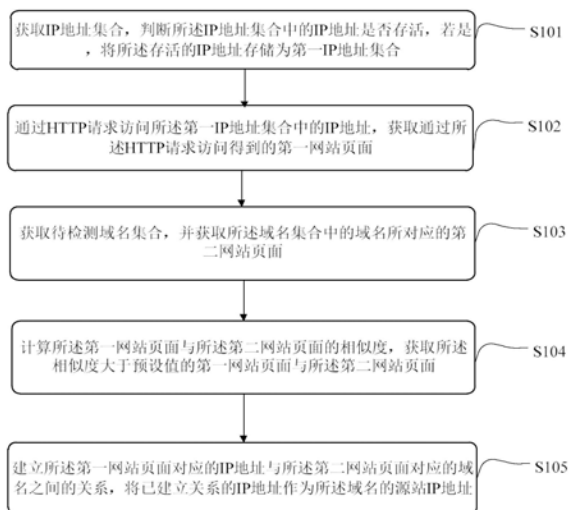 获取IP地址集合，判断所述IP地址集合中的IP地址是否存活，若是
，将所述存活的IP地址存储为第一IP地址集合
S101
通过HTTP请求访问所述第一IP地址集合中的IP地址，获取通过所
述HTTP请求访问得到的第一网站页面
S102
获取待检测域名集合，并获取所述域名集合中的域名所对应的第
二网站页面
S103
计算所述第一网站页面与所述第二网站页面的相似度，获取所述
相似度大于预设值的第一网站页面与所述第二网站页面
S104
建立所述第一网站页面对应的IP地址与所述第二网站页面对应的域
名之间的关系，将已建立关系的IP地址作为所述域名的源站IP地址
S105